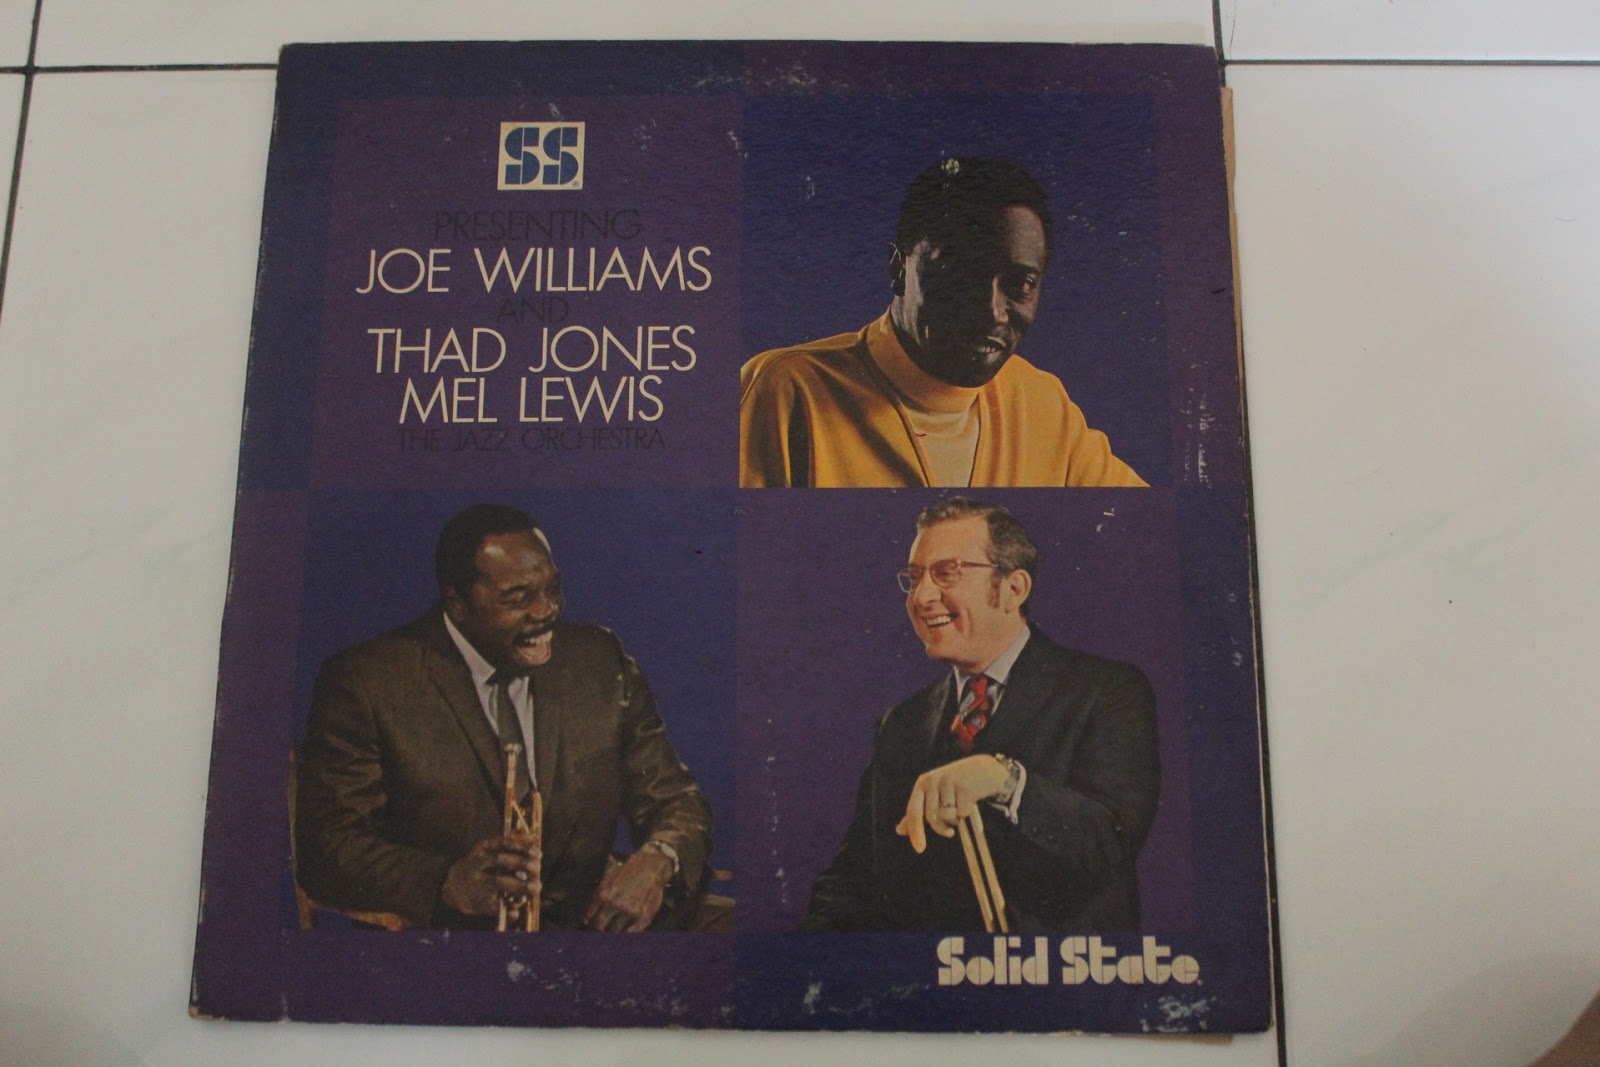 SS®
PRESENTING
JOE WILLIAMS
AND
THAD JONES
MEL LEWIS
THE JAZZ ORCHESTRA
Solid State